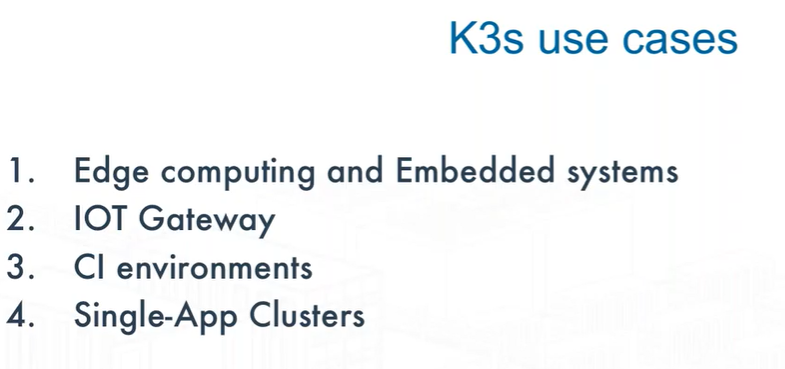 K3s use cases
1. Edge computing and Embedded systems
2. IOT Gateway
3. CI environments
4. Single-App Clusters